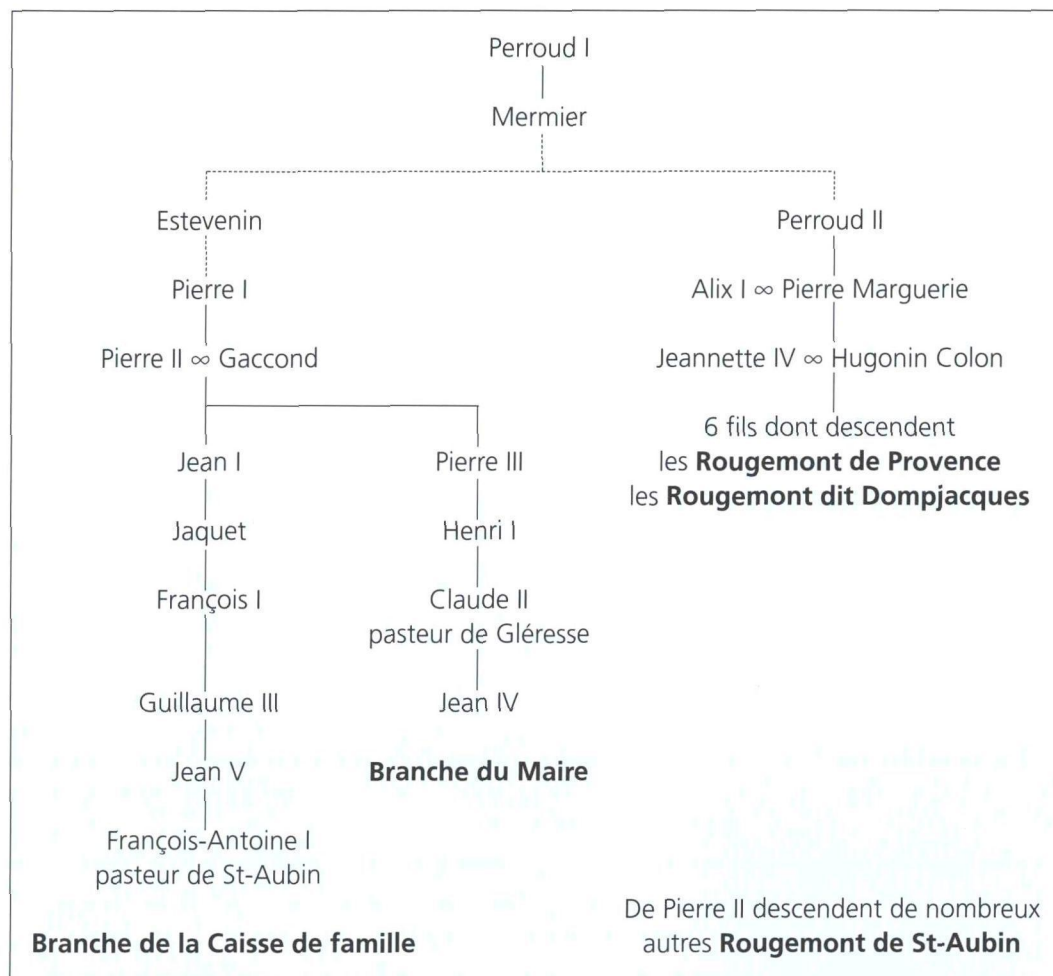 Perroud I
Mermier
Estevenin
Perroud II
Pierre I
Alix I ∞ Pierre Marguerie
Pierre II ∞ Gaccond
Jeannette IV ∞ Hugonin Colon
6 fils dont descendent
les Rougemont de Provence
les Rougemont dit Dompjacques
Jean I
Pierre III
Jaquet
Henri I
François I
Claude II
pasteur de Gléresse
Guillaume III
Jean IV
Jean V
Branche du Maire
François-Antoine I
pasteur de St-Aubin
Branche de la Caisse de famille
De Pierre II descendent de nombreux
autres Rougemont de St-Aubin